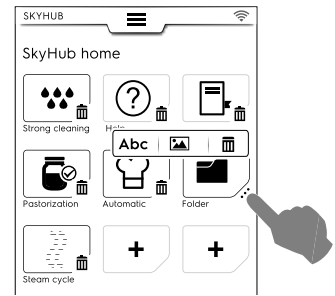 SKYHUB
SkyHub home
Strong cleaning
Help
Abc
Pastorization
Automatic
Folder
Steam cycle